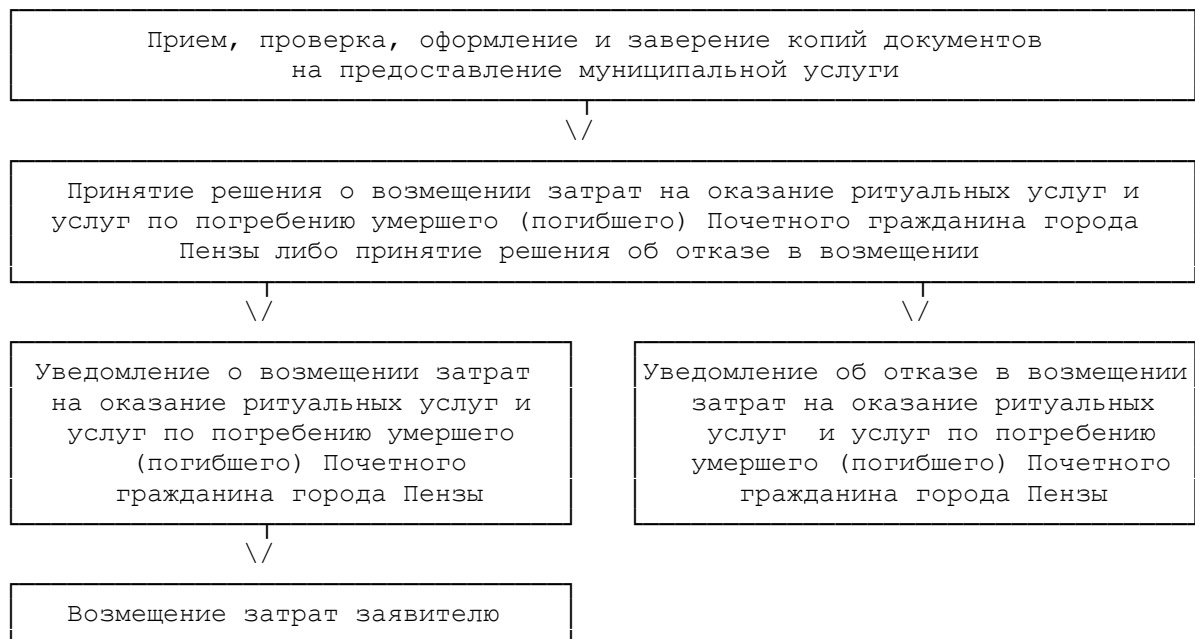 Прием, проверка, оформление и заверение копий документов
на предоставление муниципальной услуги
Принятие решения о возмещении затрат на оказание ритуальных услуг и
услуг по погребению умершего (погибшего) Почетного гражданина города
Пензы либо принятие решения об отказе в возмещении
Уведомление о возмещении затрат
на оказание ритуальных услуг и
услуг по погребению умершего
(погибшего) Почетного
гражданина города Пензы
Уведомление об отказе в возмещении
затрат на оказание ритуальных
услуг и услуг по погребению
умершего (погибшего) Почетного
гражданина города Пензы
Возмещение затрат заявителю